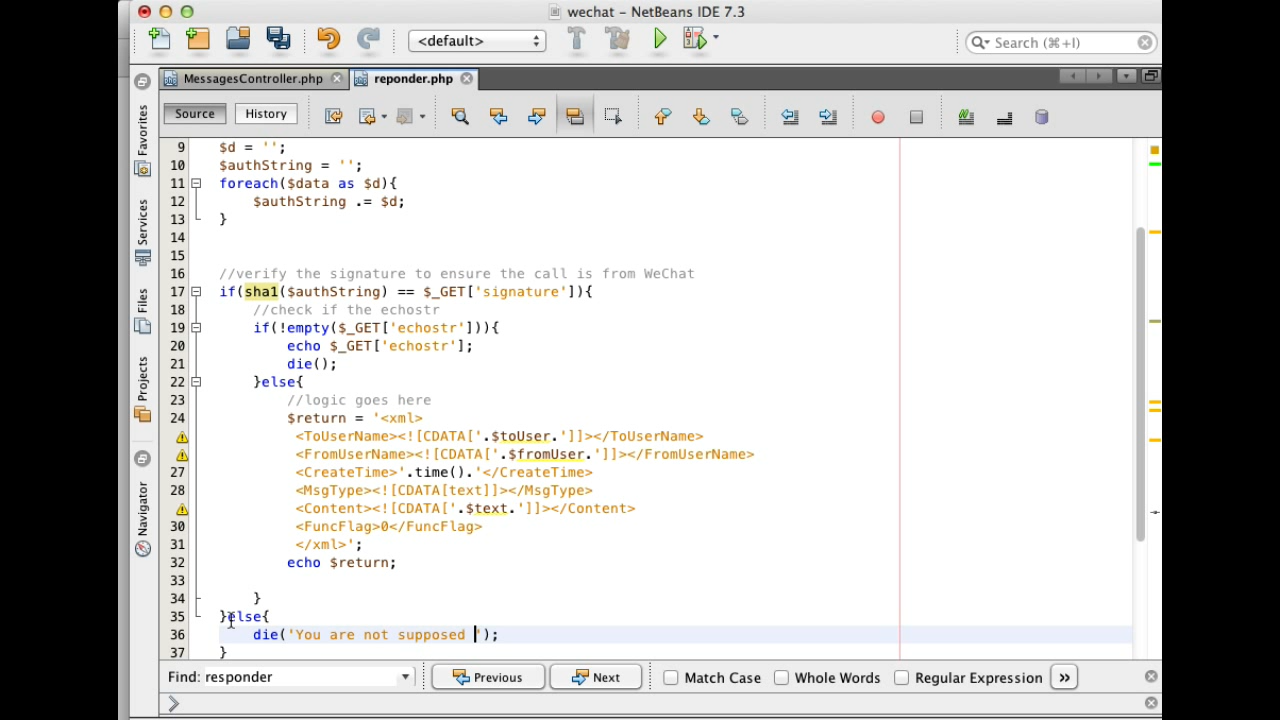 wechat - NetBeans IDE 7.3
<default>
Search (⌘+I)
MessagesController.php
reponder.php
Source
History
Favorites
Services
Files
Projects
Navigator
9 $d = '';
10 $authString = '';
11 foreach($data as $d){
12 $authString .= $d;
13 }
14
15
16 //verify the signature to ensure the call is from WeChat
17 if(sha1($authString) == $_GET['signature']){
18 //check if the echostr
19 if(!empty($_GET['echostr'])){
20 echo $_GET['echostr'];
21 die();
22 }else{
23 //logic goes here
24 $return = '<xml>
<ToUserName><![CDATA['.$toUser.']]></ToUserName>
<FromUserName><![CDATA['.$fromUser.']]></FromUserName>
27 <CreateTime>'.time().'</CreateTime>
28 <MsgType><![CDATA[text]]></MsgType>
<Content><![CDATA['.$text.']]></Content>
30 <FuncFlag>0</FuncFlag>
31 </xml>';
32 echo $return;
33
34 }
35 }else{
36 die('You are not supposed ');
37 }
Find: responder
Previous
Next
Match Case
Whole Words
Regular Expression
»